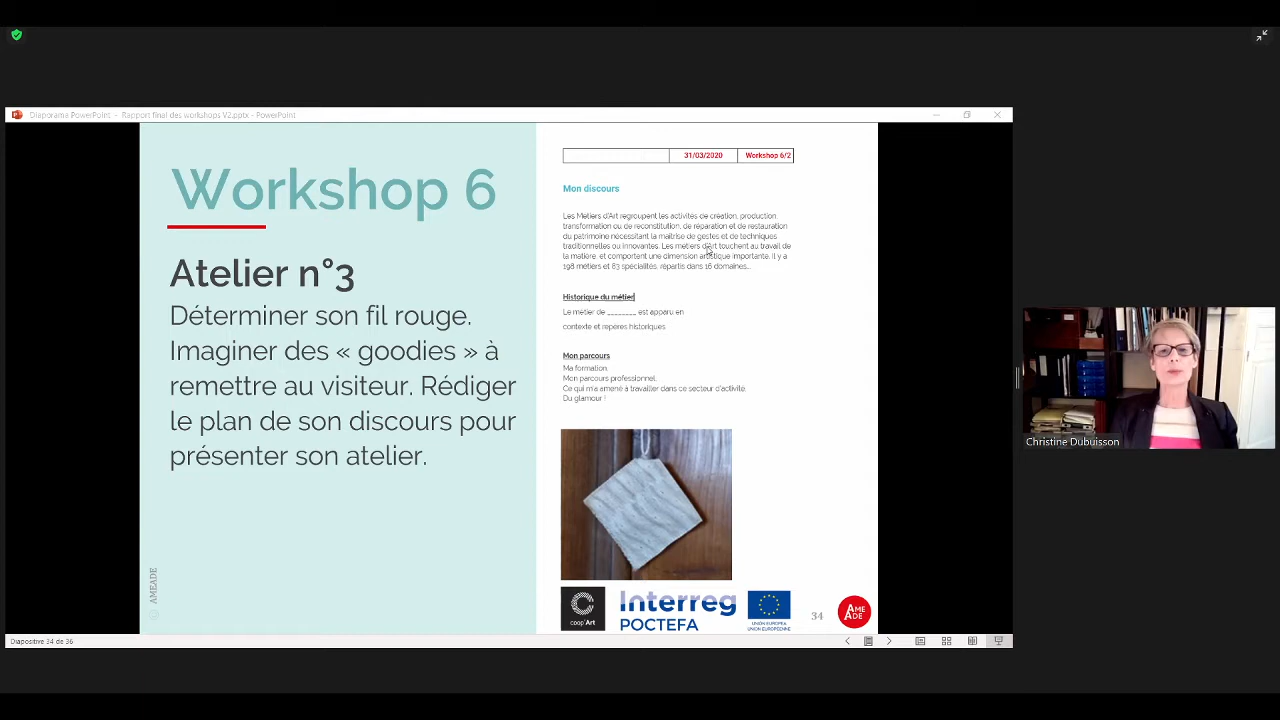 Diaporama PowerPoint - Rapport final des workshops V2.pptx - PowerPoint
Workshop 6
Atelier n°3
Déterminer son fil rouge.
Imaginer des « goodies » à
remettre au visiteur. Rédiger
le plan de son discours pour
présenter son atelier.
© AMEADE
31/03/2020 Workshop 6/2
Mon discours
Les Métiers d'Art regroupent les activités de création, production,
transformation ou de reconstitution, de réparation et de restauration
du patrimoine nécessitant la maîtrise de gestes et de techniques
traditionnelles ou innovantes. Les métiers d'art touchent au travail de
la matière, et comportent une dimension artistique importante. Il y a
198 métiers et 83 spécialités, répartis dans 16 domaines...
Historique du métier
Le métier de ________ est apparu en
contexte et repères historiques
Mon parcours
Ma formation.
Mon parcours professionnel.
Ce qui m'a amené à travailler dans ce secteur d'activité.
Du glamour !
coop'Art
Interreg
POCTEFA
UNIÓN EUROPEA
UNION EUROPÉENNE
34
AME
ADE
Diapositive 34 de 36
Christine Dubuisson